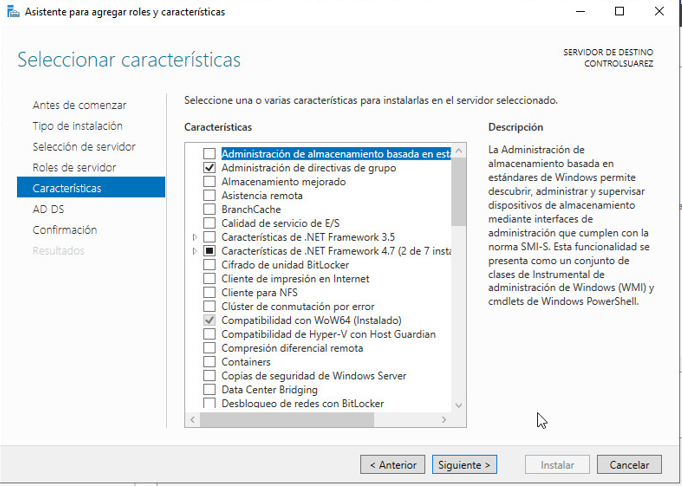 Asistente para agregar roles y características
Seleccionar características
SERVIDOR DE DESTINO
CONTROLSUAREZ
Antes de comenzar
Tipo de instalación
Selección de servidor
Roles de servidor
Características
AD DS
Confirmación
Resultados
Seleccione una o varias características para instalarlas en el servidor seleccionado.
Características
Administración de almacenamiento basada en está
Administración de directivas de grupo
Almacenamiento mejorado
Asistencia remota
BranchCache
Calidad de servicio de E/S
Características de .NET Framework 3.5
Características de .NET Framework 4.7 (2 de 7 insta
Cifrado de unidad BitLocker
Cliente de impresión en Internet
Cliente para NFS
Clúster de conmutación por error
Compatibilidad con WoW64 (Instalado)
Compatibilidad de Hyper-V con Host Guardian
Compresión diferencial remota
Containers
Copias de seguridad de Windows Server
Data Center Bridging
Desbloqueo de redes con BitLocker
Descripción
La Administración de
almacenamiento basada en
estándares de Windows permite
descubrir, administrar y supervisar
dispositivos de almacenamiento
mediante interfaces de
administración que cumplen con la
norma SMI-S. Esta funcionalidad se
presenta como un conjunto de
clases de Instrumental de
administración de Windows (WMI) y
cmdlets de Windows PowerShell.
< Anterior
Siguiente >
Instalar
Cancelar